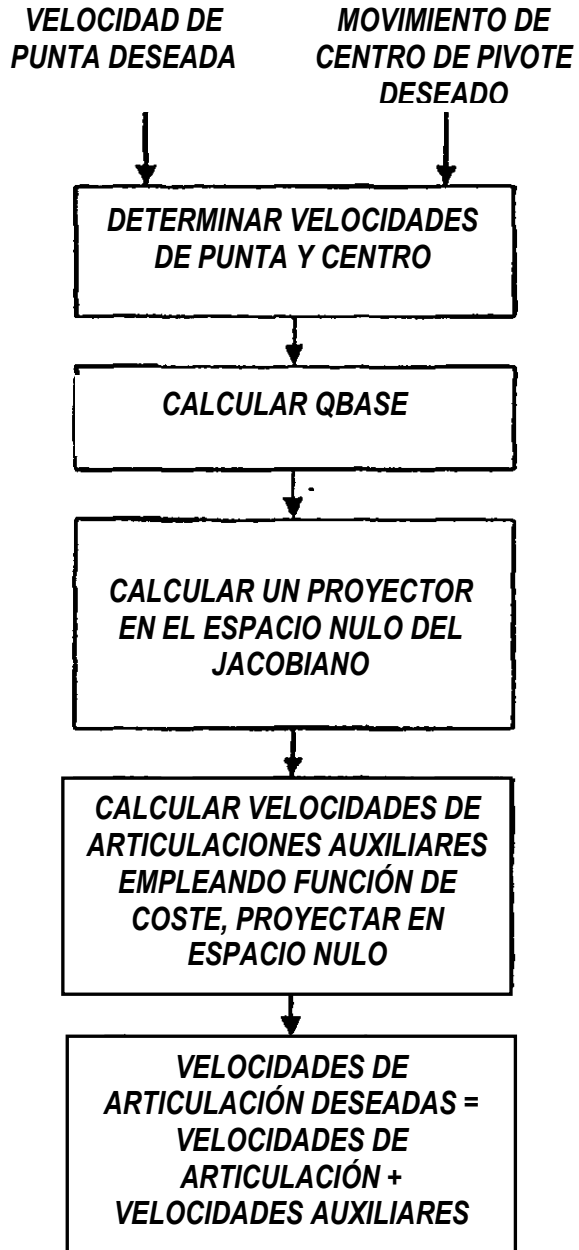 VELOCIDAD DE
PUNTA DESEADA
MOVIMIENTO DE
CENTRO DE PIVOTE
DESEADO
DETERMINAR VELOCIDADES
DE PUNTA Y CENTRO
CALCULAR QBASE
CALCULAR UN PROYECTOR
EN EL ESPACIO NULO DEL
JACOBIANO
CALCULAR VELOCIDADES DE
ARTICULACIONES AUXILIARES
EMPLEANDO FUNCIÓN DE
COSTE, PROYECTAR EN
ESPACIO NULO
VELOCIDADES DE
ARTICULACIÓN DESEADAS =
VELOCIDADES DE
ARTICULACIÓN +
VELOCIDADES AUXILIARES